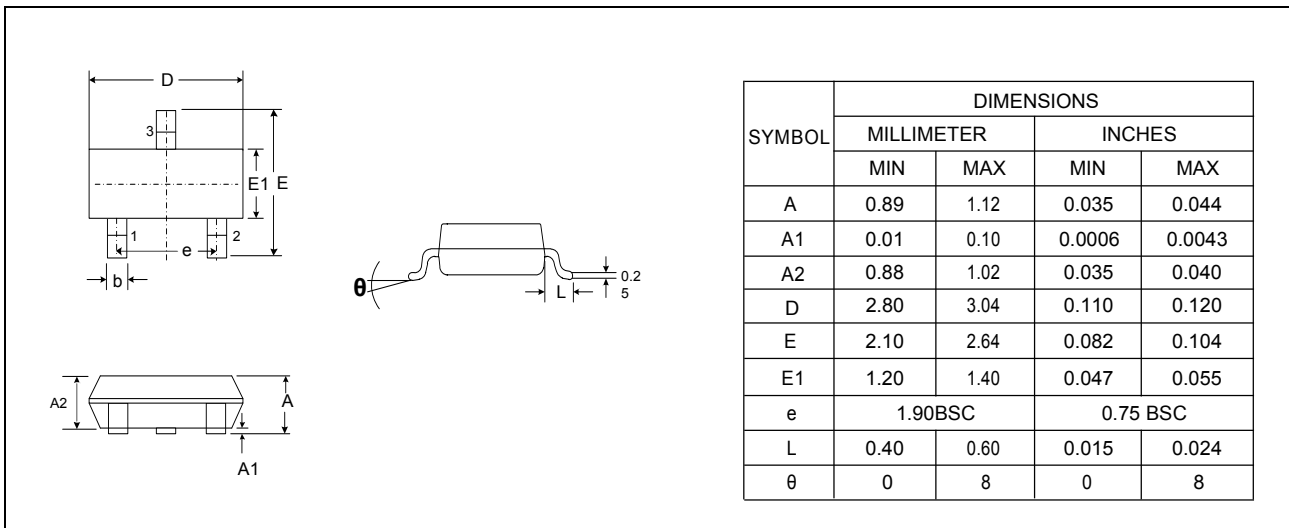 D
3
E1 E
1
2
e
b
θ
L
0.2
5
A2
A
A1
DIMENSIONS
SYMBOL MILLIMETER INCHES
MIN MAX MIN MAX
A 0.89 1.12 0.035 0.044
A1 0.01 0.10 0.0006 0.0043
A2 0.88 1.02 0.035 0.040
D 2.80 3.04 0.110 0.120
E 2.10 2.64 0.082 0.104
E1 1.20 1.40 0.047 0.055
e 1.90BSC 0.75 BSC
L 0.40 0.60 0.015 0.024
θ 0 8 0 8